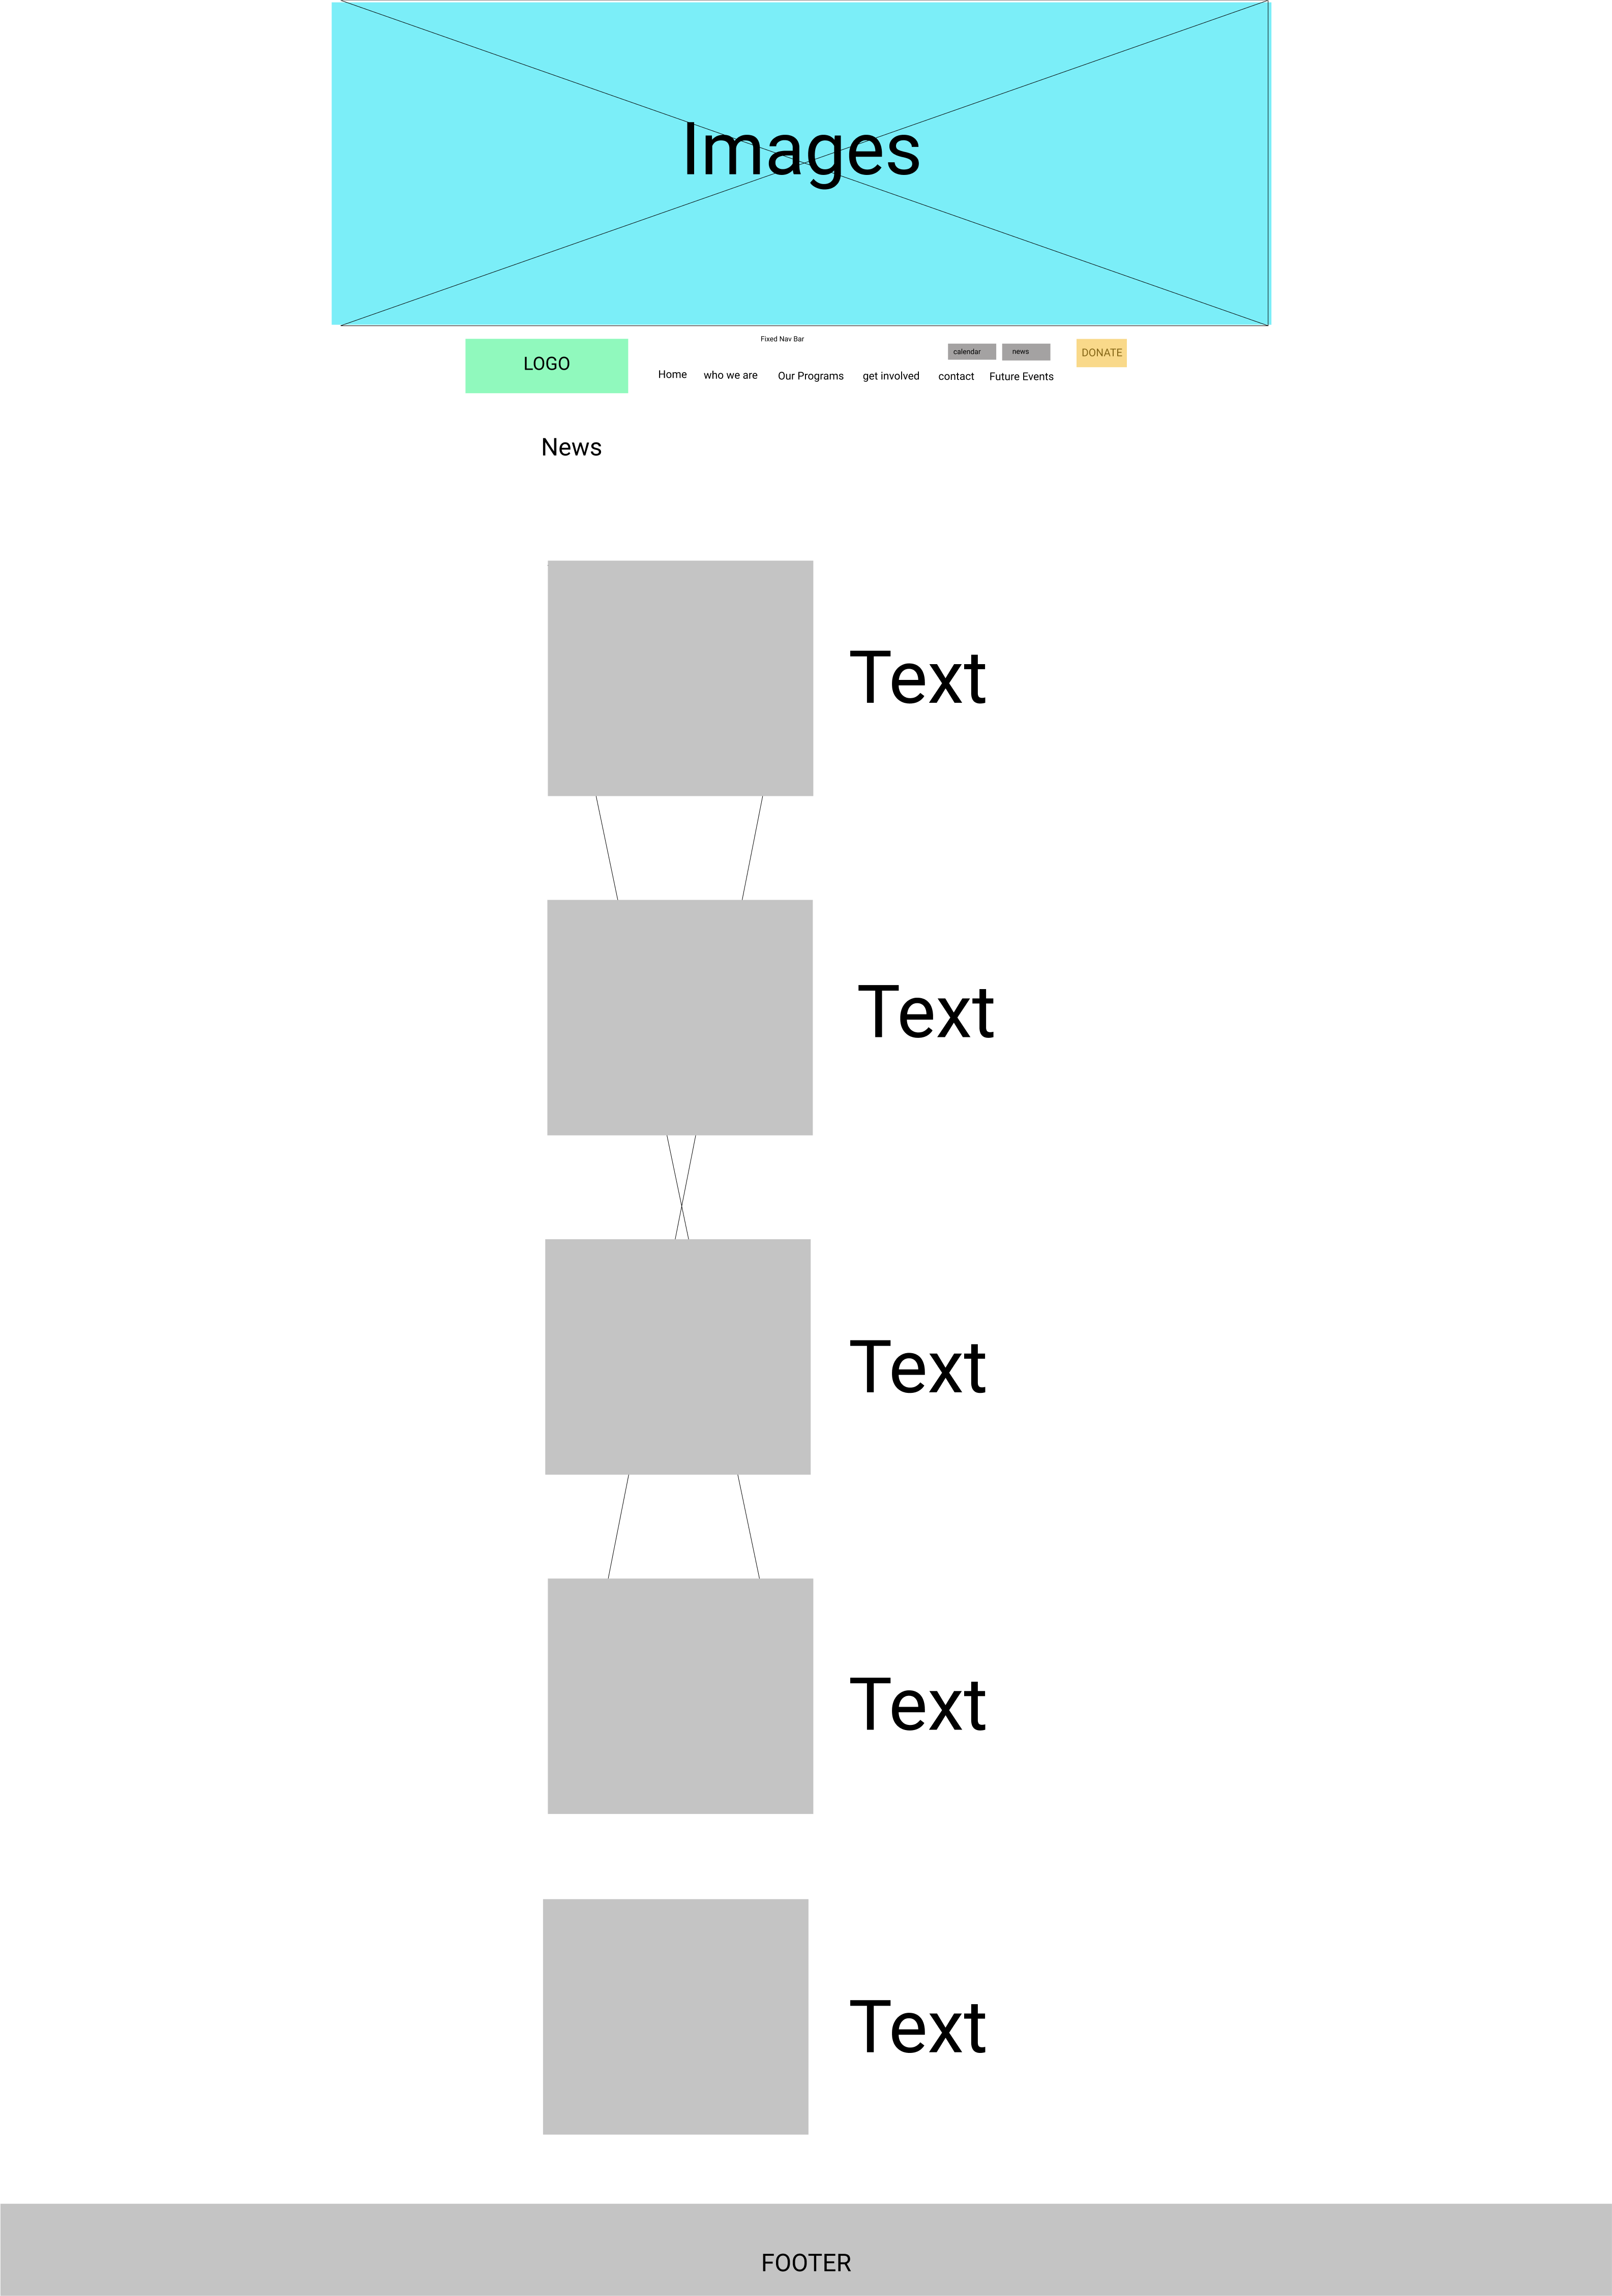 Images
Fixed Nav Bar
LOGO
calendar
news
DONATE
Home
who we are
Our Programs
get involved
contact
Future Events
News
Text
Text
Text
Text
Text
FOOTER